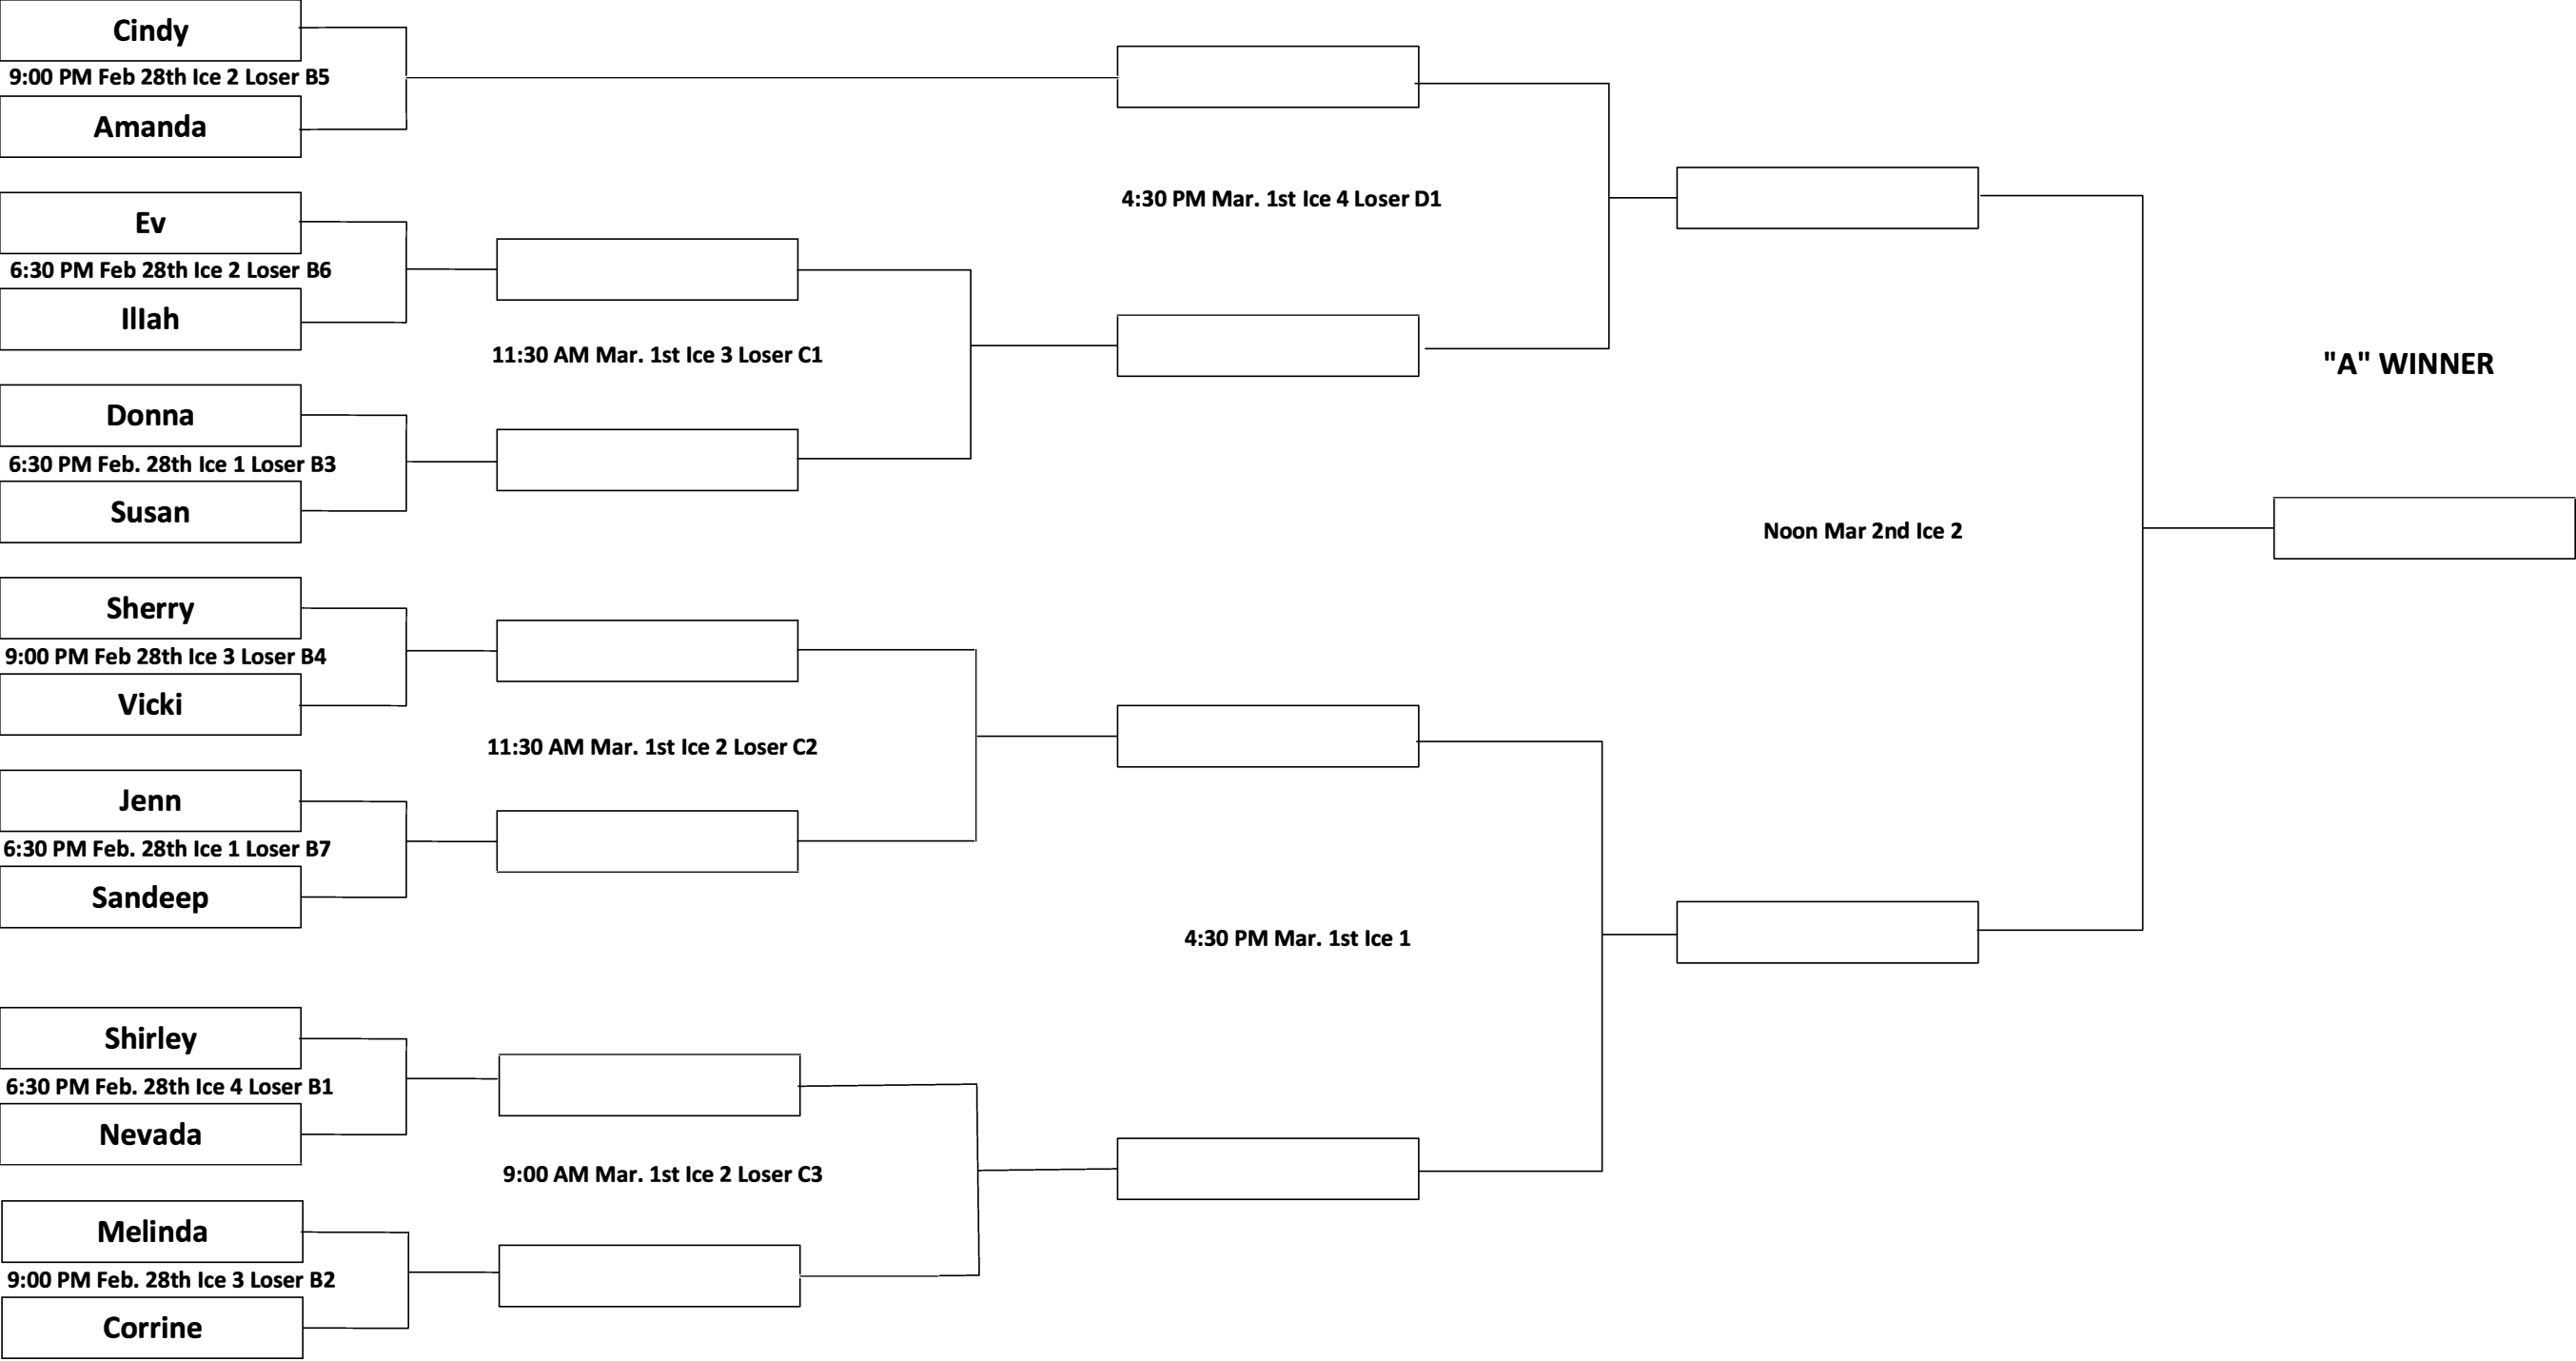 Cindy
9:00 PM Feb 28th Ice 2 Loser B5
Amanda
Ev
6:30 PM Feb 28th Ice 2 Loser B6
Illah
Donna
6:30 PM Feb. 28th Ice 1 Loser B3
Susan
Sherry
9:00 PM Feb 28th Ice 3 Loser B4
Vicki
Jenn
6:30 PM Feb. 28th Ice 1 Loser B7
Sandeep
Shirley
6:30 PM Feb. 28th Ice 4 Loser B1
Nevada
Melinda
9:00 PM Feb. 28th Ice 3 Loser B2
Corrine
11:30 AM Mar. 1st Ice 3 Loser C1
11:30 AM Mar. 1st Ice 2 Loser C2
9:00 AM Mar. 1st Ice 2 Loser C3
4:30 PM Mar. 1st Ice 4 Loser D1
4:30 PM Mar. 1st Ice 1
Noon Mar 2nd Ice 2
"A" WINNER